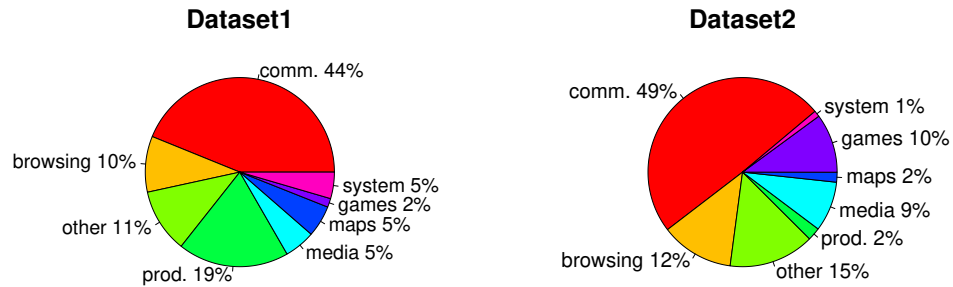 Dataset1
comm. 44%
browsing 10%
other 11%
prod. 19%
media 5%
maps 5%
games 2%
system 5%
Dataset2
comm. 49%
browsing 12%
other 15%
prod. 2%
media 9%
maps 2%
games 10%
system 1%